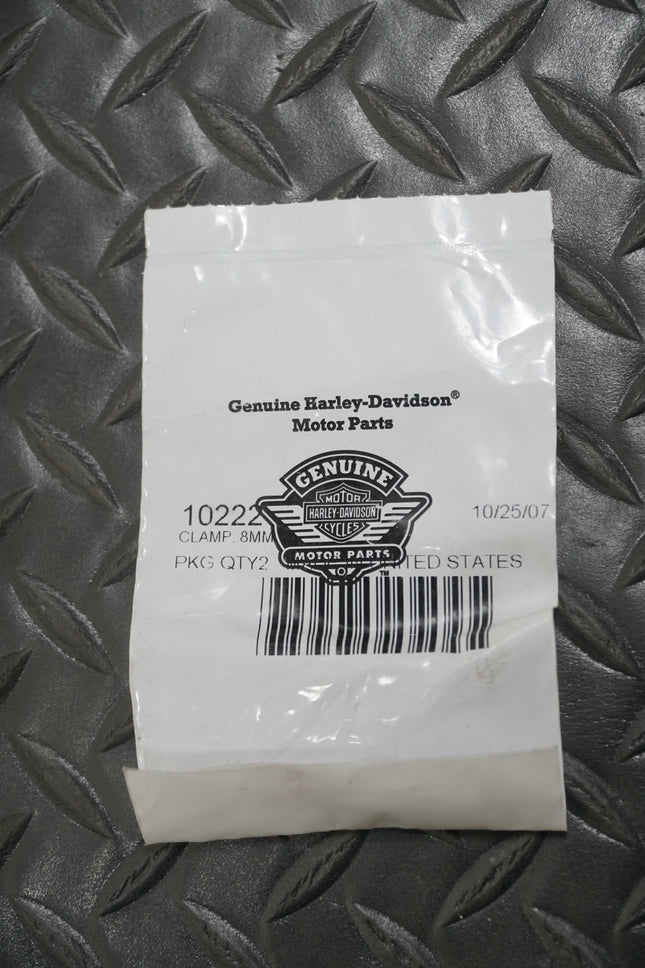 Genuine Harley-Davidson®
Motor Parts
GENUINE
MOTOR
HARLEY-DAVIDSON
CYCLES
MOTOR PARTS
™
10222
10/25/07
CLAMP. 8MM
PKG QTY2 STATES